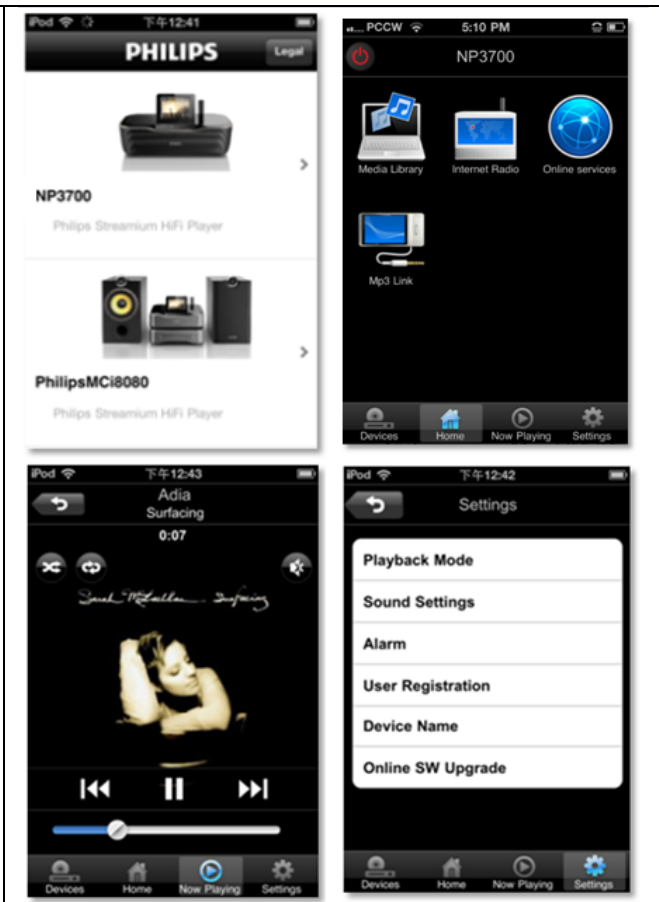 iPod 下午12:41
PHILIPS
Legal
NP3700
Philips Streamium HiFi Player
PhilipsMCi8080
Philips Streamium HiFi Player
PCCW 5:10 PM
NP3700
Media Library Internet Radio Online services
Mp3 Link
Devices Home Now Playing Settings
iPod 下午12:43
Adia
Surfacing
0:07
Sarah McLachlan Surfacing
Devices Home Now Playing Settings
iPod 下午12:42
Settings
Playback Mode
Sound Settings
Alarm
User Registration
Device Name
Online SW Upgrade
Devices Home Now Playing Settings